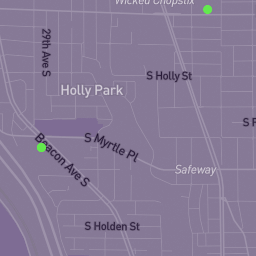 Wicked Chopstix
29th Ave S
S Holly St
Holly Park
S Myrtle Pl
Beacon Ave S
Safeway
S Holden St